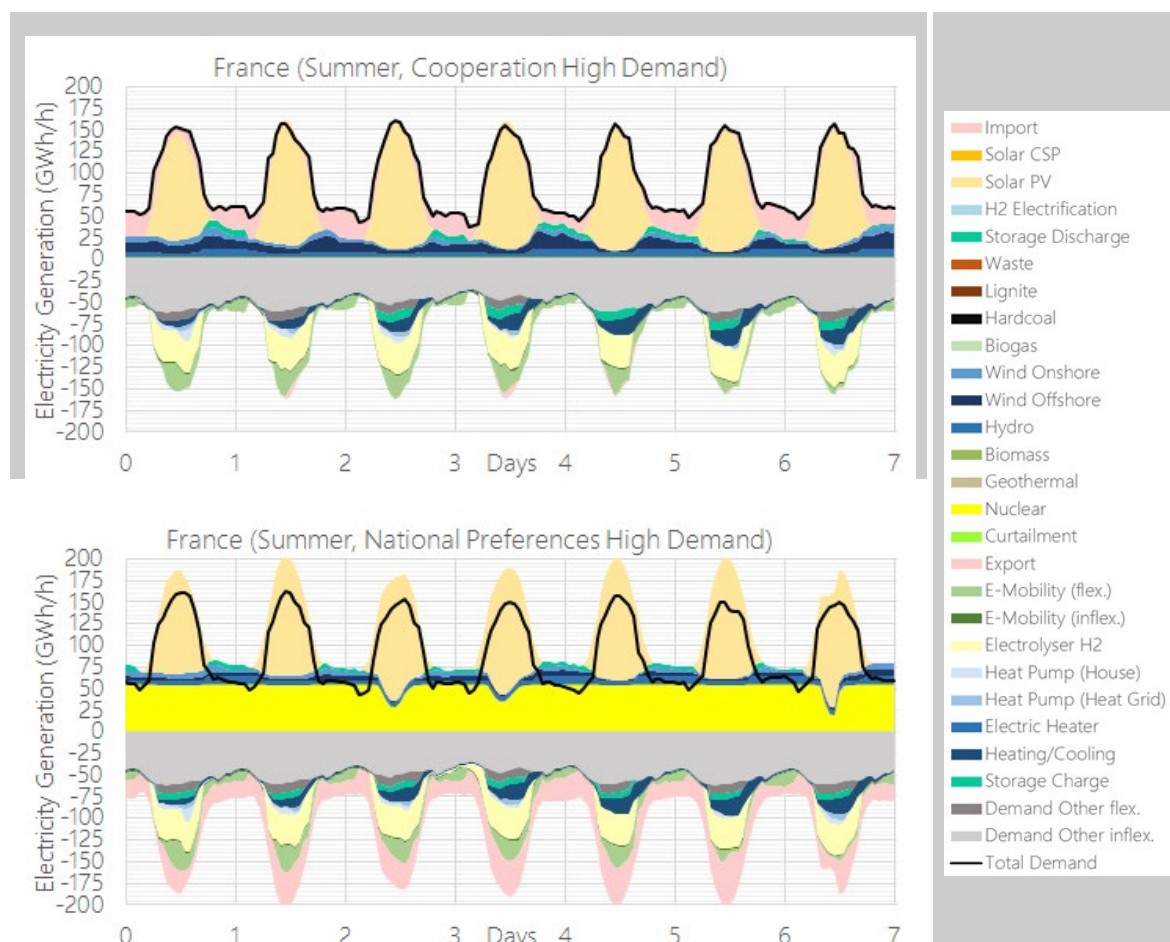 France (Summer, Cooperation High Demand)
Electricity Generation (GWh/h)
200
175
150
125
100
75
50
25
0
-25
-50
-75
-100
-125
-150
-175
-200
0 1 2 3 Days 4 5 6 7
France (Summer, National Preferences High Demand)
Electricity Generation (GWh/h)
200
175
150
125
100
75
50
25
0
-25
-50
-75
-100
-125
-150
-175
-200
0 1 2 3 Days 4 5 6 7
Import
Solar CSP
Solar PV
H2 Electrification
Storage Discharge
Waste
Lignite
Hardcoal
Biogas
Wind Onshore
Wind Offshore
Hydro
Biomass
Geothermal
Nuclear
Curtailment
Export
E-Mobility (flex.)
E-Mobility (inflex.)
Electrolyser H2
Heat Pump (House)
Heat Pump (Heat Grid)
Electric Heater
Heating/Cooling
Storage Charge
Demand Other flex.
Demand Other inflex.
Total Demand